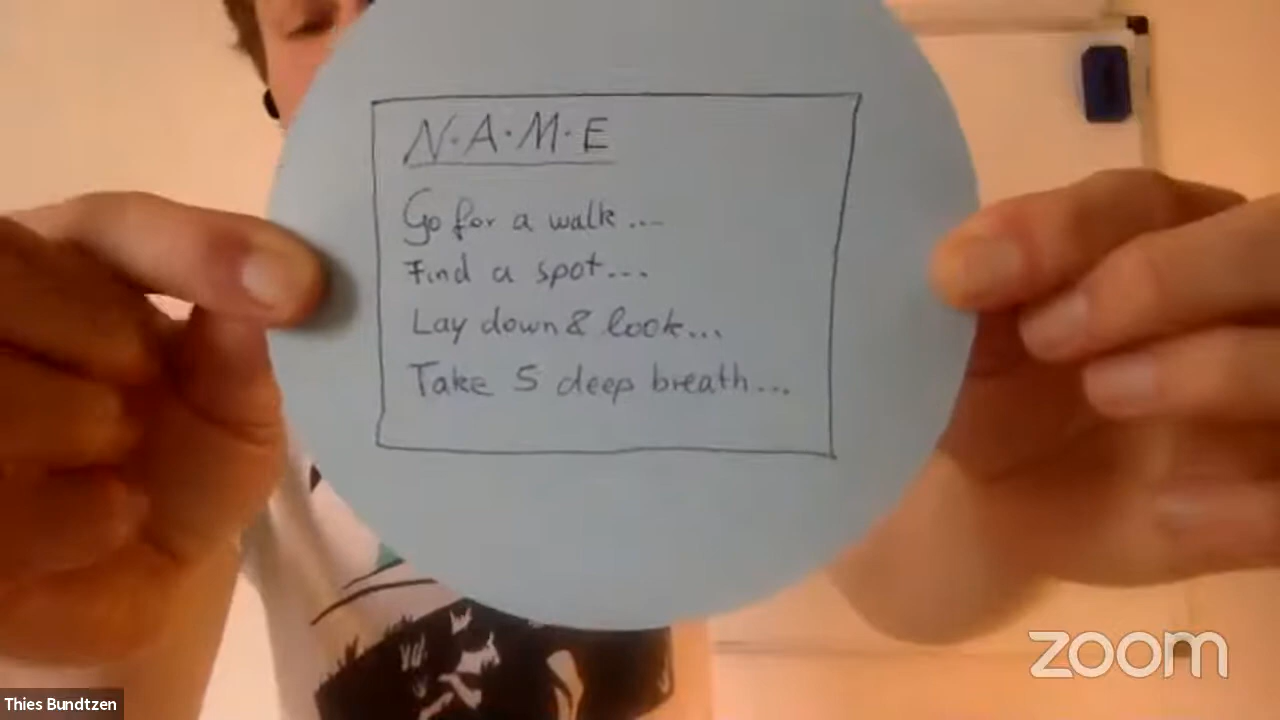 N·A·M·E
Go for a walk....
Find a spot...
Lay down & look...
Take 5 deep breath...
zoom
Thies Bundtzen